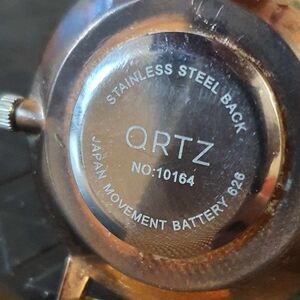 STAINLESS STEEL BACK
QRTZ
NO:10164
JAPAN MOVEMENT BATTERY 626